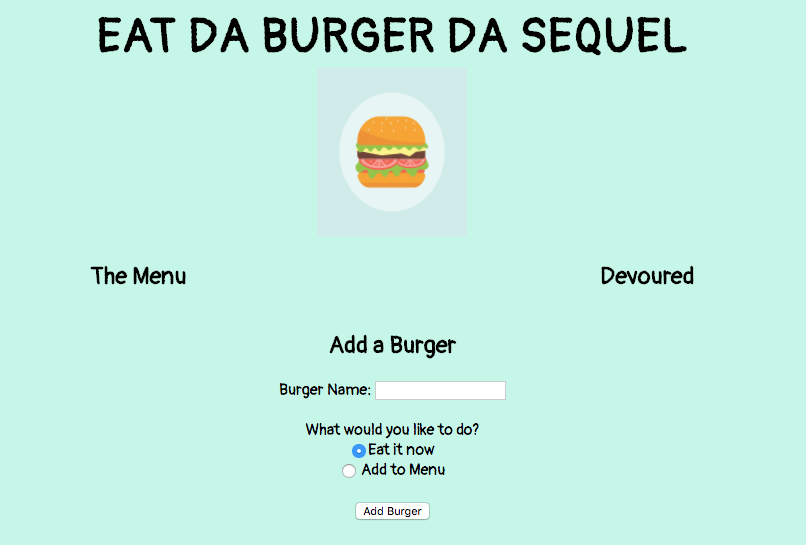 EAT DA BURGER DA SEQUEL
The Menu
Devoured
Add a Burger
Burger Name:
What would you like to do?
Eat it now
Add to Menu
Add Burger